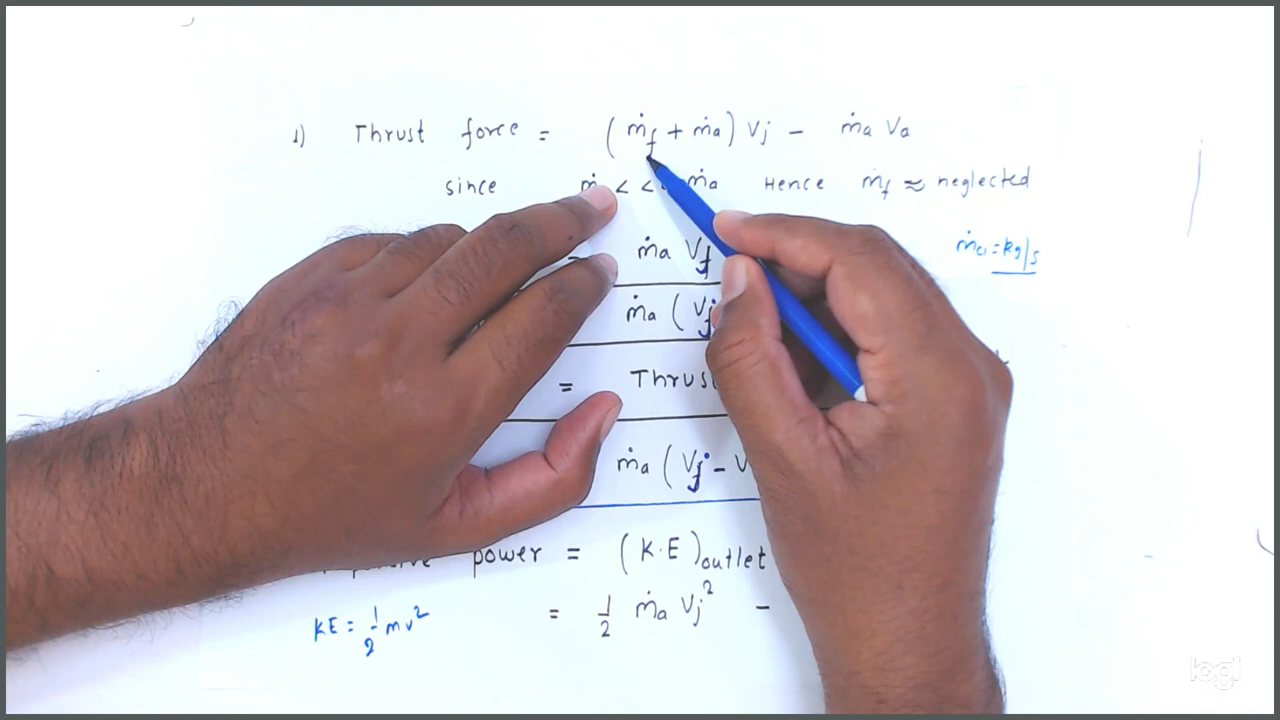 1) Thrust force = (ṁf + ṁa) Vj - ṁa Va
since ṁ < < ṁa Hence ṁf ≈ neglected
ṁa Vj
ṁa = kg/s
ṁa ( Vj
= Thrust
ṁa ( Vj - V
power = (K.E)outlet
= 1/2 ṁa Vj² -
KE = 1/2 mv²
logi